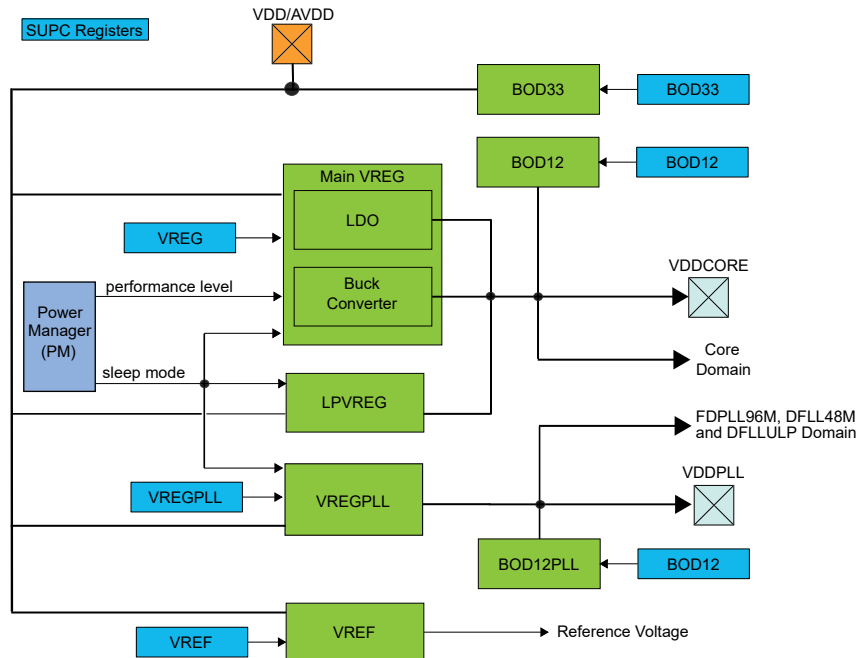 VDD/AVDD
SUPC Registers
BOD33
BOD33
BOD12
BOD12
Main VREG
LDO
VREG
VDDCORE
performance level
Buck
Converter
Power
Manager
(PM)
Core
Domain
sleep mode
LPVREG
FDPLL96M, DFLL48M
and DFLLULP Domain
VDDPLL
VREGPLL
VREGPLL
BOD12PLL
BOD12
VREF
VREF
Reference Voltage